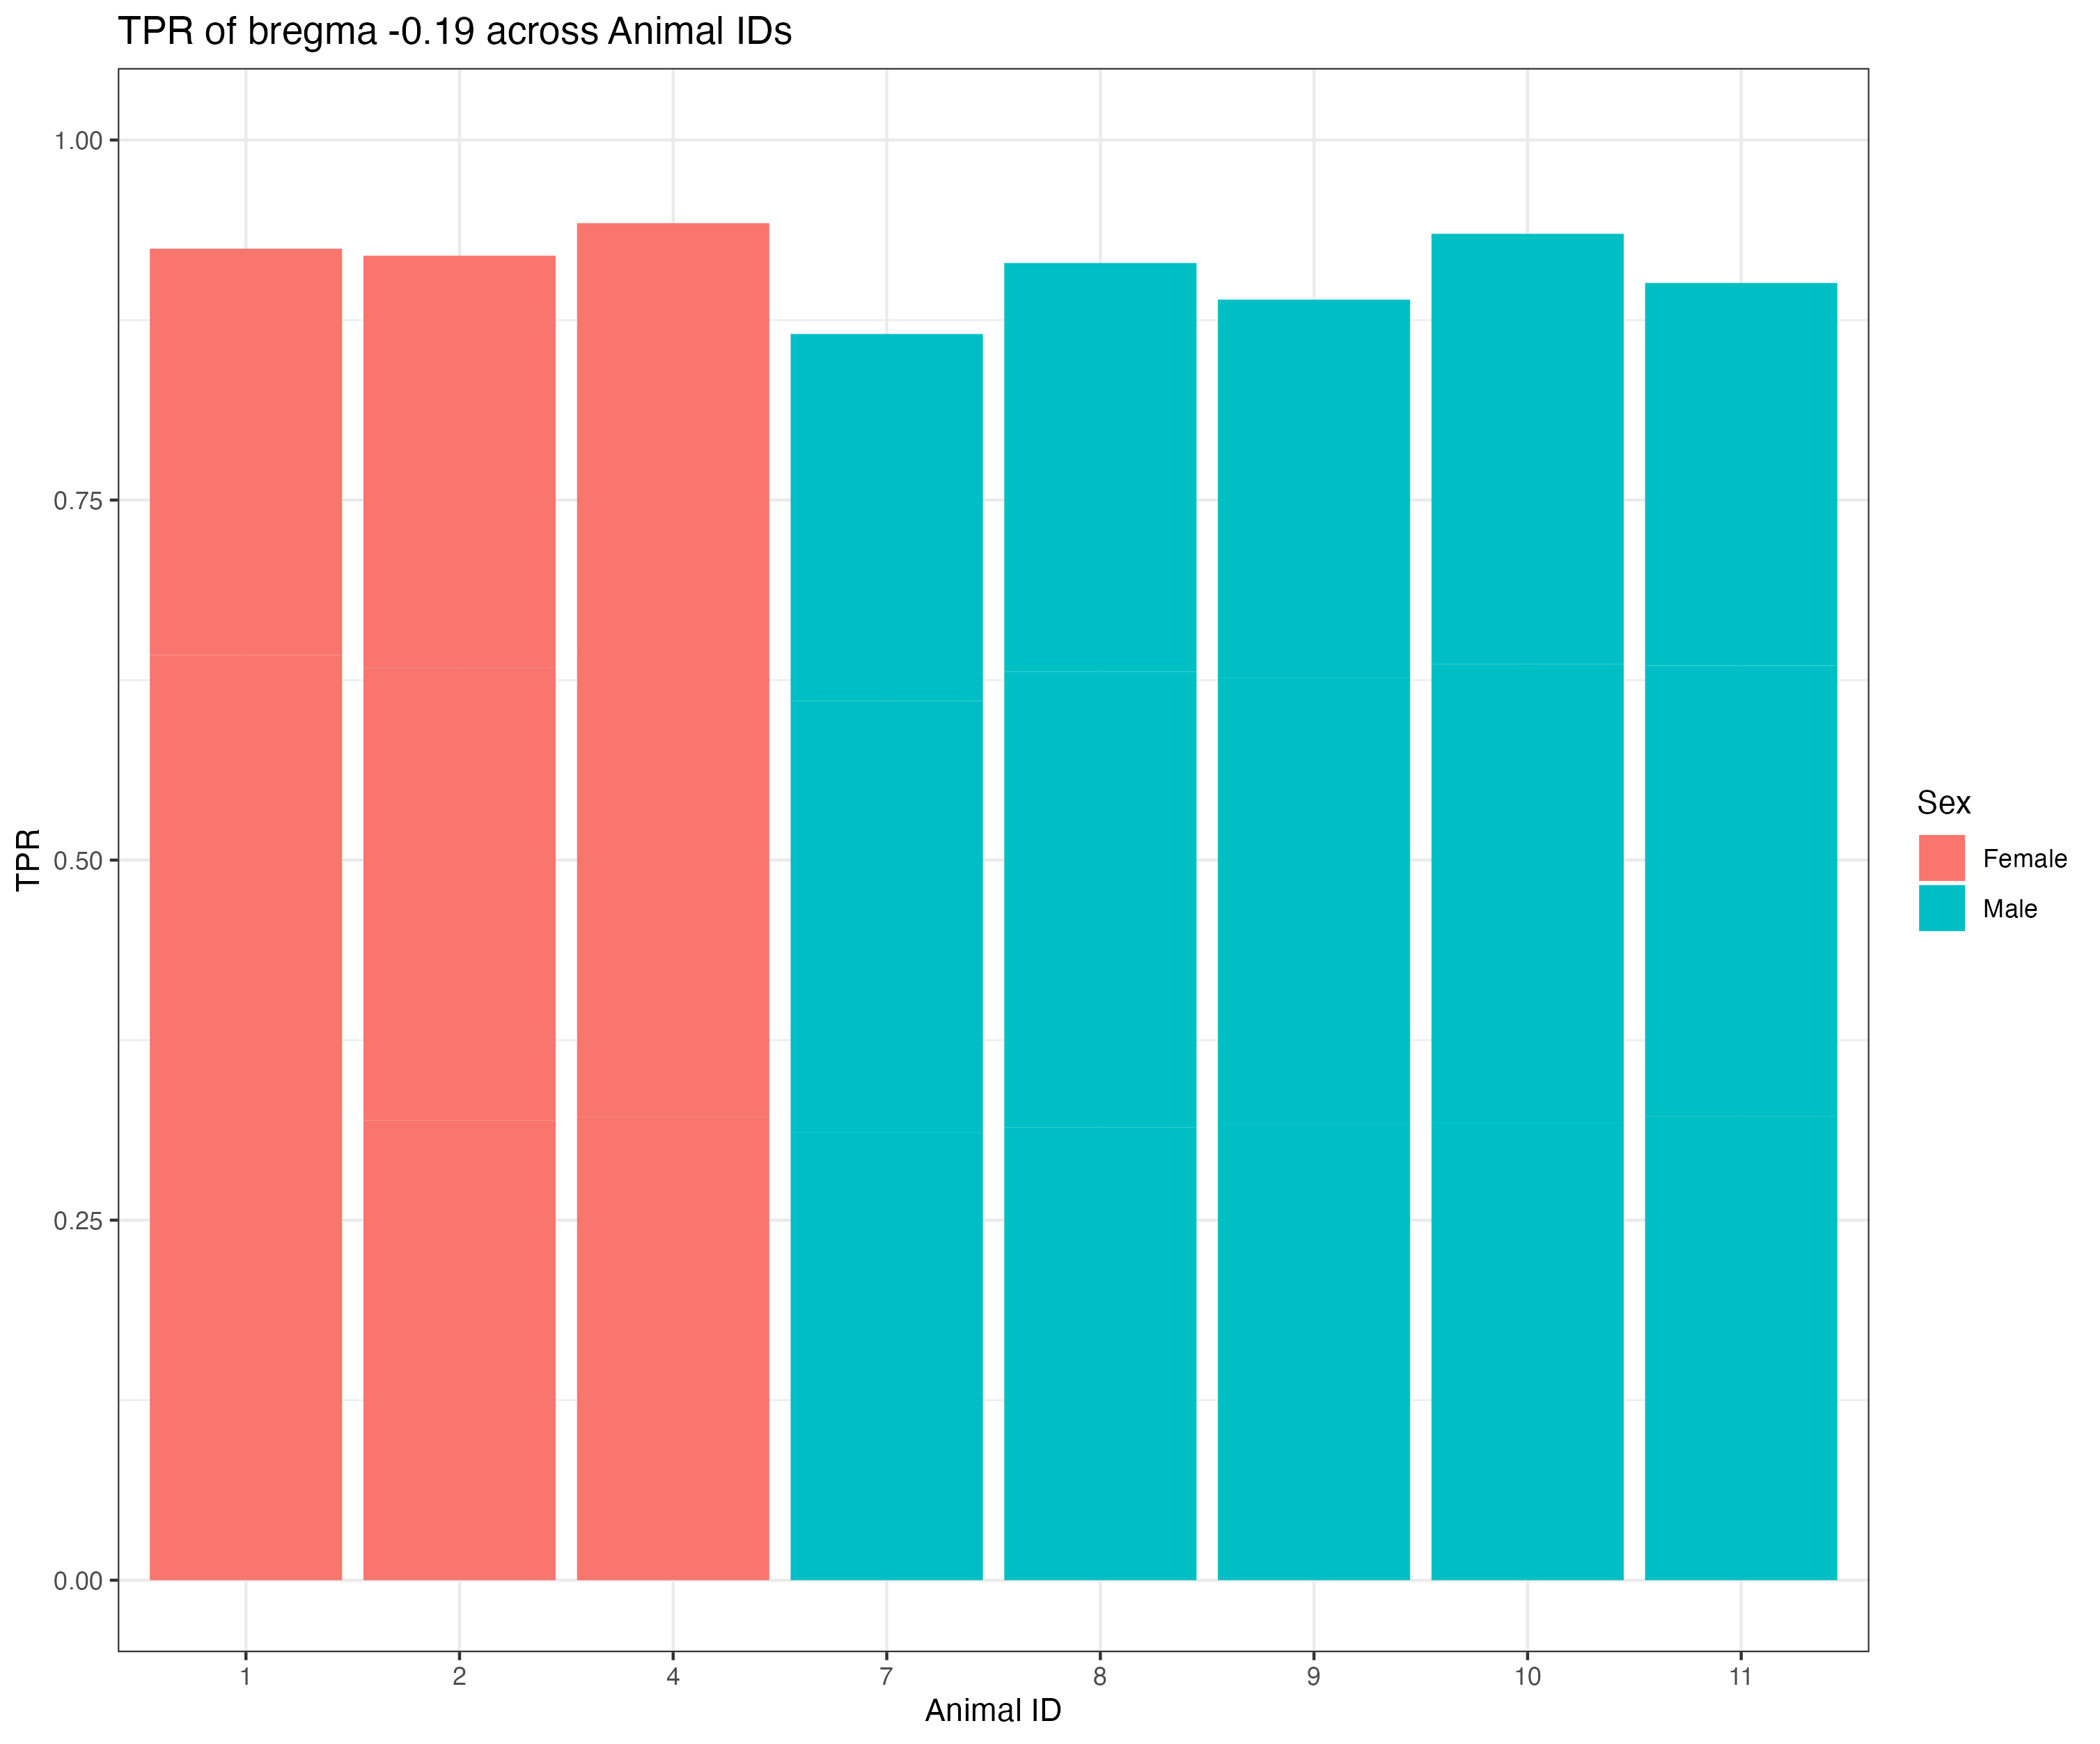 TPR of bregma -0.19 across Animal IDs
1.00
0.75
0.50
0.25
0.00
TPR
1 2 4 7 8 9 10 11
Animal ID
Sex
Female
Male